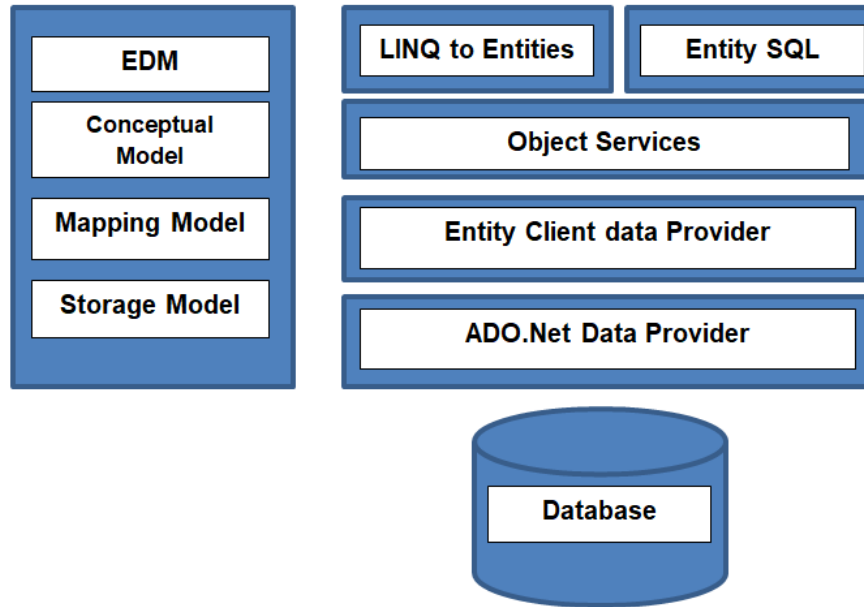 EDM
Conceptual
Model
Mapping Model
Storage Model
LINQ to Entities
Entity SQL
Object Services
Entity Client data Provider
ADO.Net Data Provider
Database